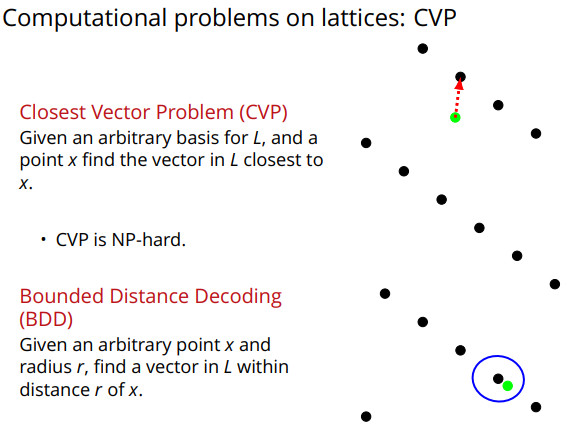 Computational problems on lattices: CVP
Closest Vector Problem (CVP)
Given an arbitrary basis for L, and a
point x find the vector in L closest to
x.
• CVP is NP-hard.
Bounded Distance Decoding
(BDD)
Given an arbitrary point x and
radius r, find a vector in L within
distance r of x.